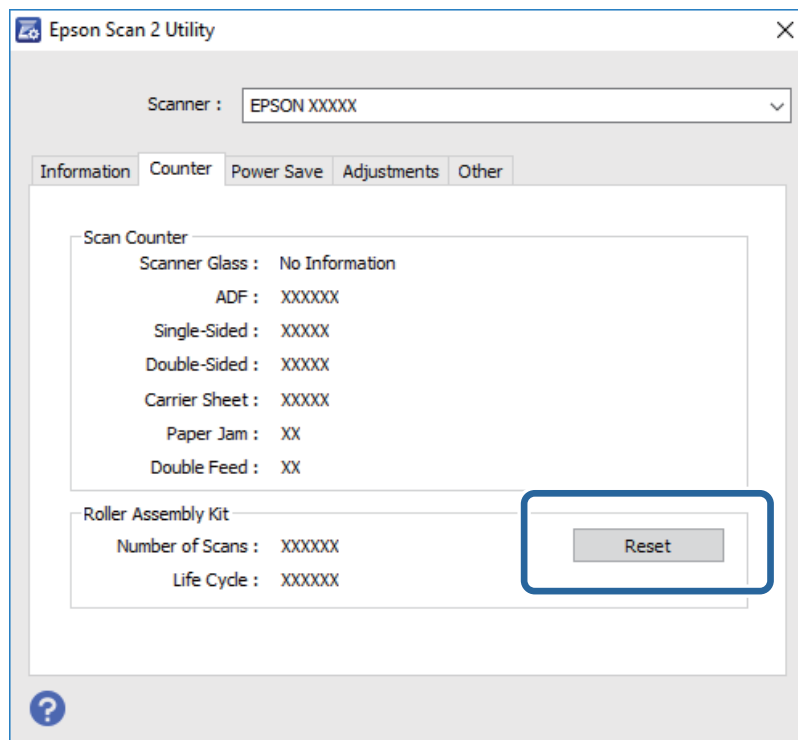 Epson Scan 2 Utility
Scanner : EPSON XXXXX
Information Counter Power Save Adjustments Other
Scan Counter
Scanner Glass : No Information
ADF : XXXXXX
Single-Sided : XXXXX
Double-Sided : XXXXX
Carrier Sheet : XXXXX
Paper Jam : XX
Double Feed : XX
Roller Assembly Kit
Number of Scans : XXXXXX Reset
Life Cycle : XXXXXX
?